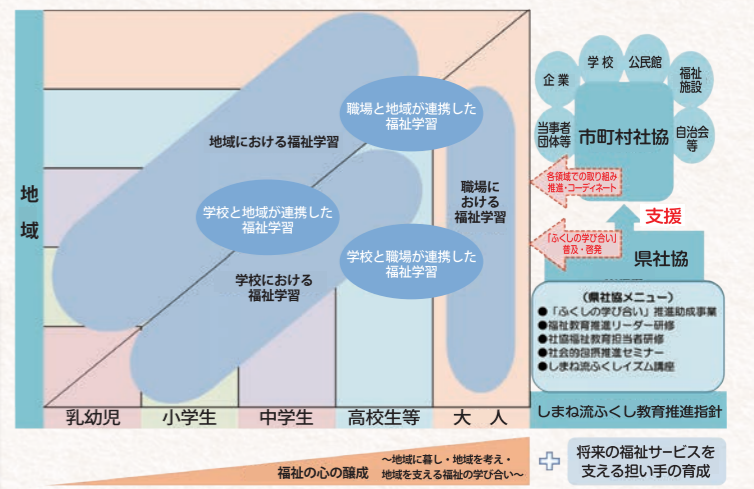 地
域
地域における福祉学習
職場と地域が連携した
福祉学習
学校と地域が連携した
福祉学習
学校と職場が連携した
福祉学習
学校における
福祉学習
職場に
おける
福祉学習
乳幼児
小学生
中学生
高校生等
大 人
企 業
学 校
公民館
福祉
施設
当事者
団体等
市町村社協
自治会
等
各領域での取り組み
推進・コーディネート
支援
「ふくしの学び合い」
普及・啓発
県社協
（県社協メニュー）
●「ふくしの学び合い」推進助成事業
●福祉教育推進リーダー研修
●社協福祉教育担当者研修
●社会的包摂推進セミナー
●しまね流ふくしイズム講座
しまね流ふくし教育推進指針
福祉の心の醸成
～地域に暮し・地域を考え・
地域を支える福祉の学び合い～
将来の福祉サービスを
支える担い手の育成